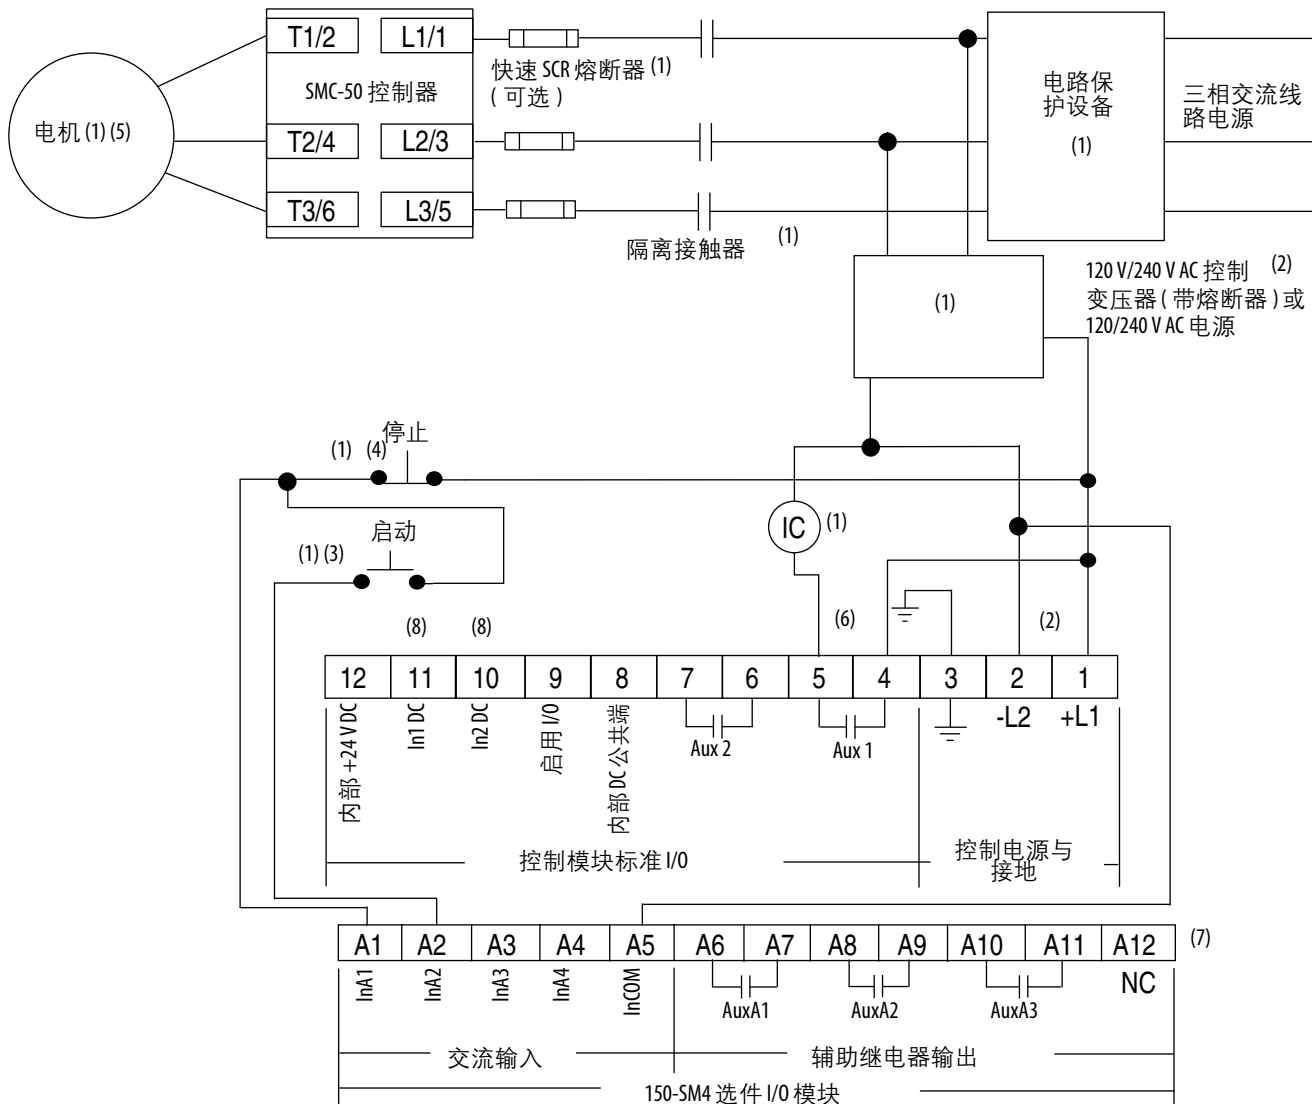 T1/2 L1/1
快速 SCR 熔断器 (1)
( 可选 )
SMC-50 控制器
电机 (1) (5)
T2/4 L2/3
T3/6 L3/5
隔离接触器 (1)
电路保
护设备
(1)
三相交流线
路电源
(1)
120 V/240 V AC 控制 (2)
变压器 ( 带熔断器 ) 或
120/240 V AC 电源
停止
(1) (4)
启动
(1) (3)
IC (1)
(8) (8) (6) (2)
12 11 10 9 8 7 6 5 4 3 2 1
内部 +24 V DC
In1 DC
In2 DC
启用 I/O
内部 DC 公共端
Aux 2
Aux 1
-L2 +L1
控制模块标准 I/O
控制电源与
接地
A1 A2 A3 A4 A5 A6 A7 A8 A9 A10 A11 A12 (7)
InA1
InA2
InA3
InA4
InCOM
AuxA1 AuxA2 AuxA3
NC
交流输入 辅助继电器输出
150-SM4 选件 I/O 模块